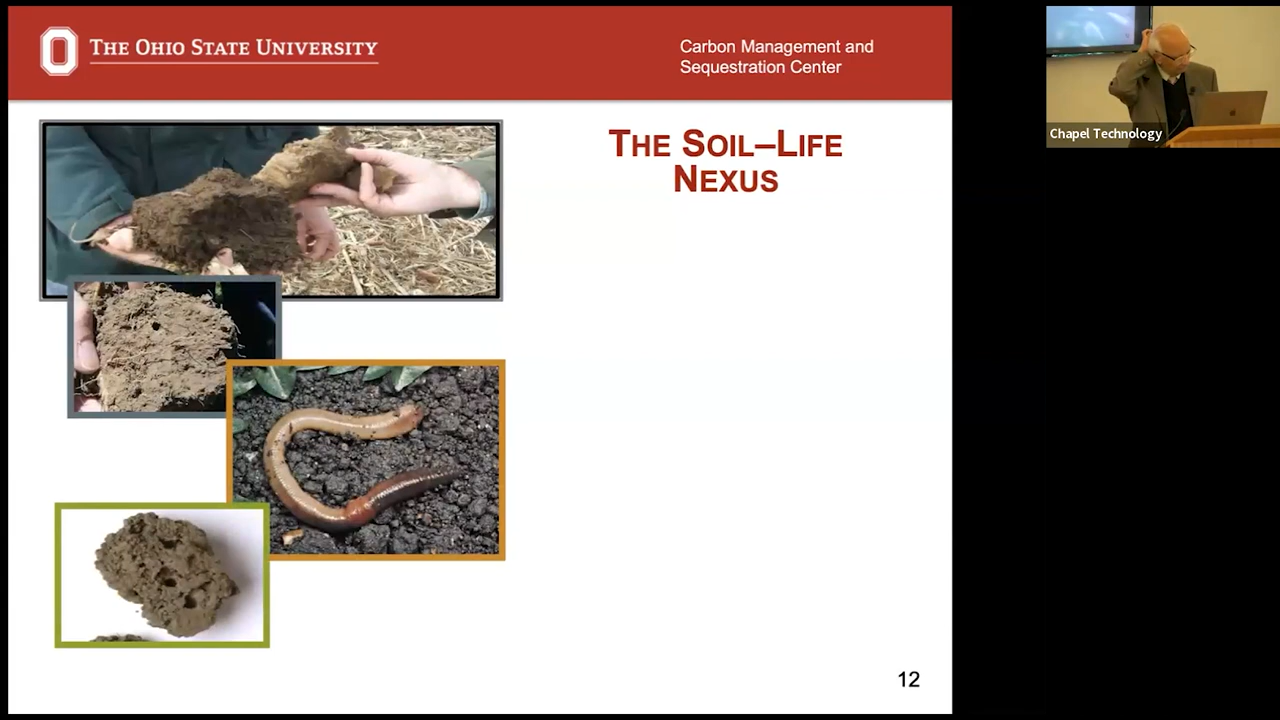 THE OHIO STATE UNIVERSITY
Carbon Management and
Sequestration Center
THE SOIL–LIFE
NEXUS
12
Chapel Technology